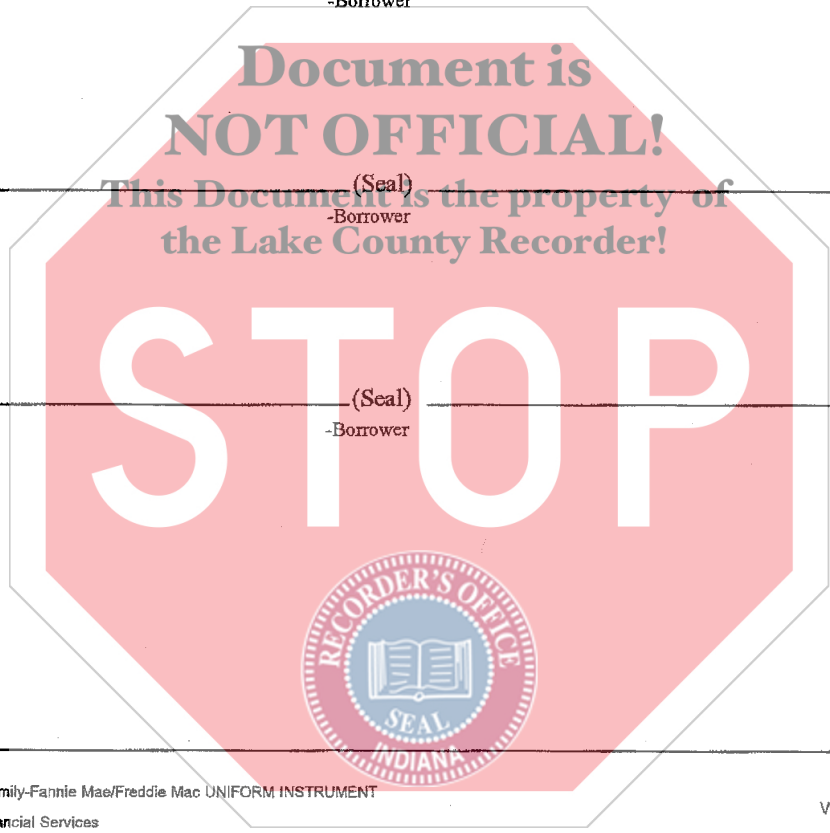 -Borrower
Document is
NOT OFFICIAL!
(Seal)
This Document is the property of
-Borrower
the Lake County Recorder!
STOP
(Seal)
-Borrower
RECORDER'S OFFICE
SEAL
INDIANA
mily-Fannie Mae/Freddie Mac UNIFORM INSTRUMENT
ancial Services
V